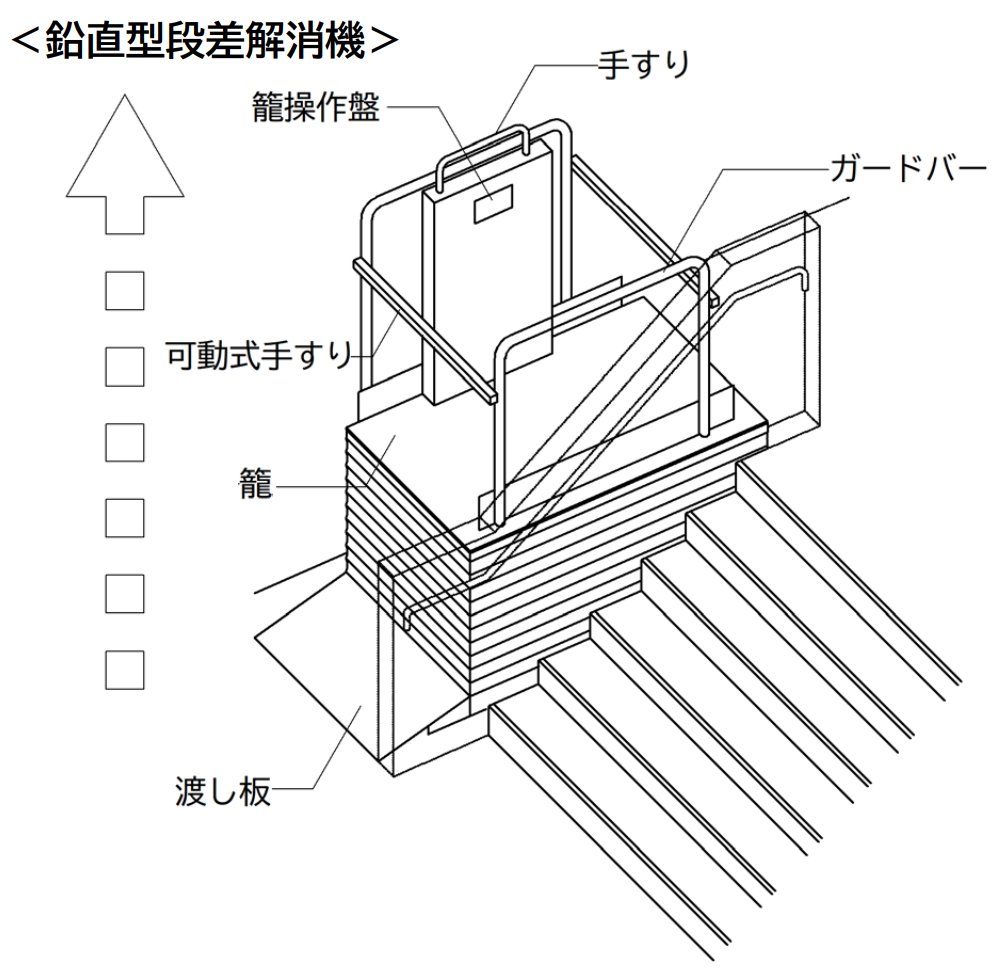 ＜鉛直型段差解消機＞
手すり
籠操作盤
ガードバー
可動式手すり
籠
渡し板